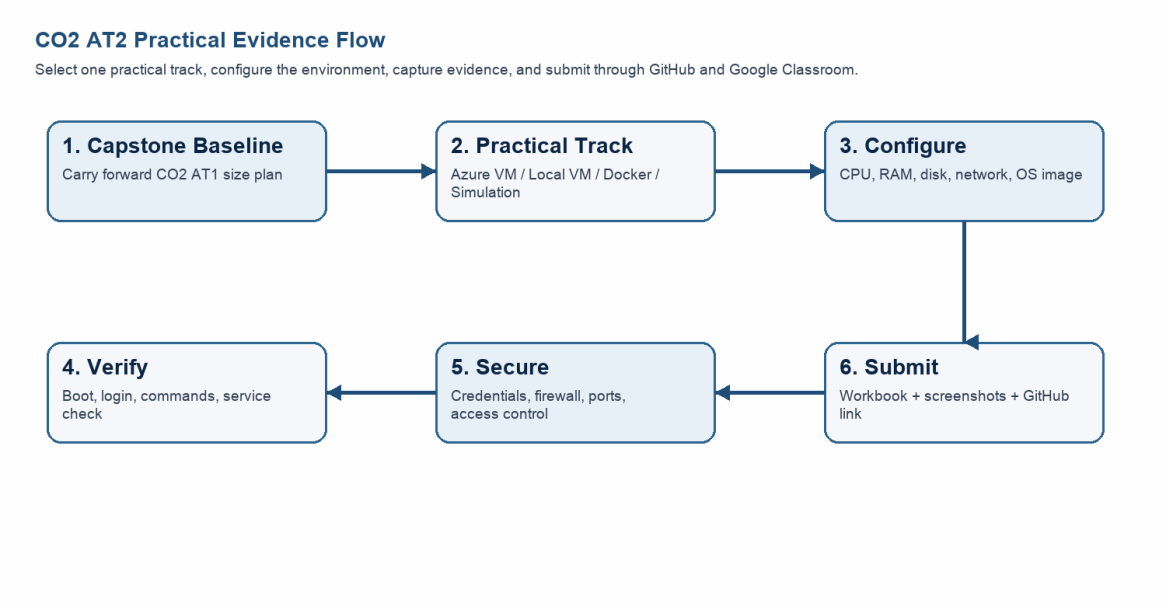 CO2 AT2 Practical Evidence Flow
Select one practical track, configure the environment, capture evidence, and submit through GitHub and Google Classroom.
1. Capstone Baseline
Carry forward CO2 AT1 size plan
2. Practical Track
Azure VM / Local VM / Docker /
Simulation
3. Configure
CPU, RAM, disk, network, OS image
4. Verify
Boot, login, commands, service
check
5. Secure
Credentials, firewall, ports,
access control
6. Submit
Workbook + screenshots + GitHub
link